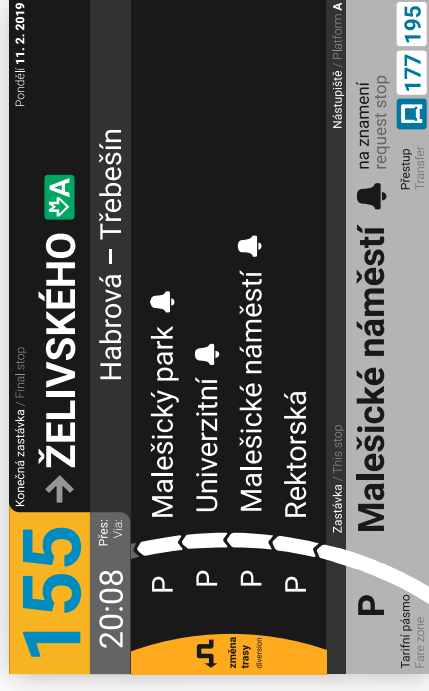 155
Konečná zastávka / Final stop
Pondělí 11. 2. 2019
ŽELIVSKÉHO A
20:08
Přes:
Via:
Habrová – Třebešín
P Malešický park
P Univerzitní
P Malešické náměstí
P Rektorská
změna
trasy
diversion
Zastávka / This stop
Nástupiště / Platform A
P Malešické náměstí
na znamení
request stop
Tarifní pásmo
Fare zone
Přestup
Transfer
177 195